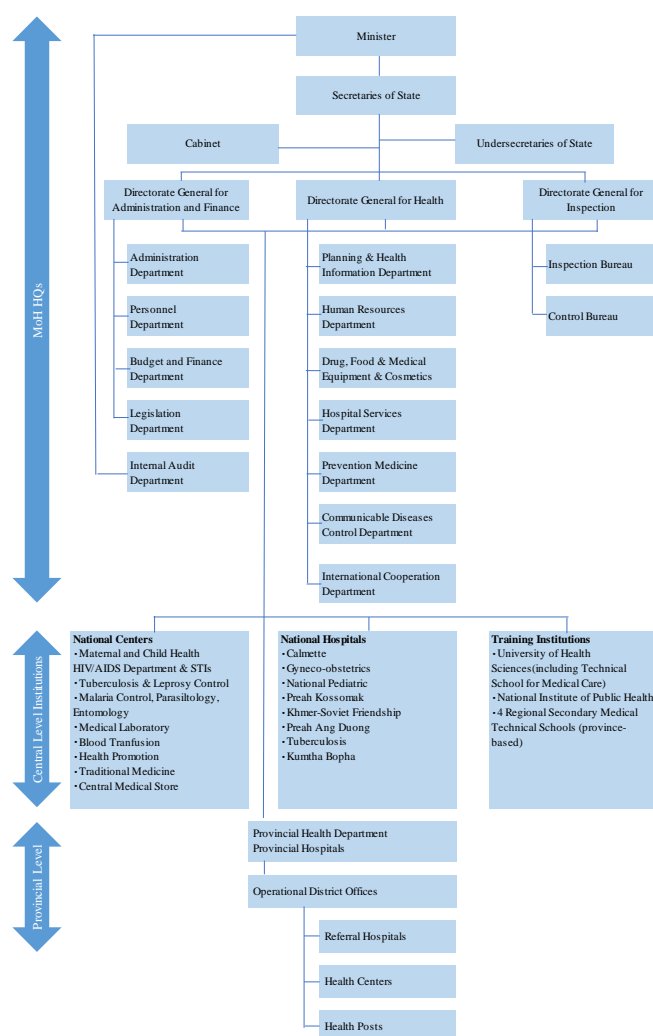 Minister
Secretaries of State
Cabinet
Undersecretaries of State
Directorate General for
Administration and Finance
Directorate General for Health
Directorate General for
Inspection
MoH HQs
Administration
Department
Personnel
Department
Budget and Finance
Department
Legislation
Department
Internal Audit
Department
Planning & Health
Information Department
Human Resources
Department
Drug, Food & Medical
Equipment & Cosmetics
Hospital Services
Department
Prevention Medicine
Department
Communicable Diseases
Control Department
International Cooperation
Department
Inspection Bureau
Control Bureau
Central Level Institutions
National Centers
・Maternal and Child Health
HIV/AIDS Department & STIs
・Tuberculosis & Leprosy Control
・Malaria Control, Parasiltology,
Entomology
・Medical Laboratory
・Blood Tranfusion
・Health Promotion
・Traditional Medicine
・Central Medical Store
National Hospitals
・Calmette
・Gyneco-obstetrics
・National Pediatric
・Preah Kossomak
・Khmer-Soviet Friendship
・Preah Ang Duong
・Tuberculosis
・Kumtha Bopha
Training Institutions
・University of Health
Sciences(including Technical
School for Medical Care)
・National Institute of Public Health
・4 Regional Secondary Medical
Technical Schools (province-
based)
Provincial Level
Provincial Health Department
Provincial Hospitals
Operational District Offices
Referral Hospitals
Health Centers
Health Posts